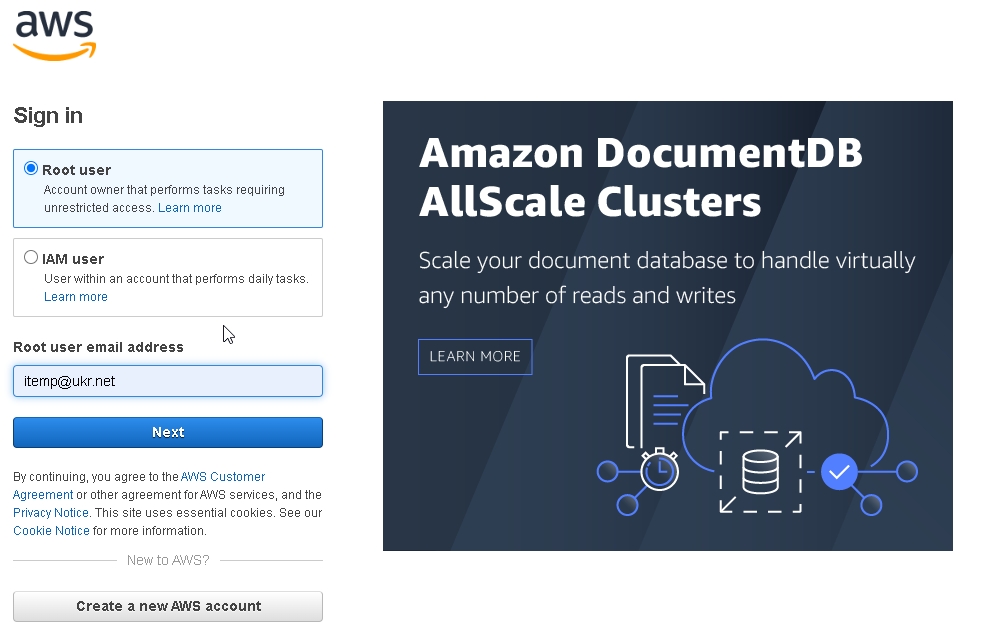 aws
Sign in
Root user
Account owner that performs tasks requiring
unrestricted access. Learn more
IAM user
User within an account that performs daily tasks.
Learn more
Root user email address
itemp@ukr.net
Next
By continuing, you agree to the AWS Customer
Agreement or other agreement for AWS services, and the
Privacy Notice. This site uses essential cookies. See our
Cookie Notice for more information.
New to AWS?
Create a new AWS account
Amazon DocumentDB
AllScale Clusters
Scale your document database to handle virtually
any number of reads and writes
LEARN MORE